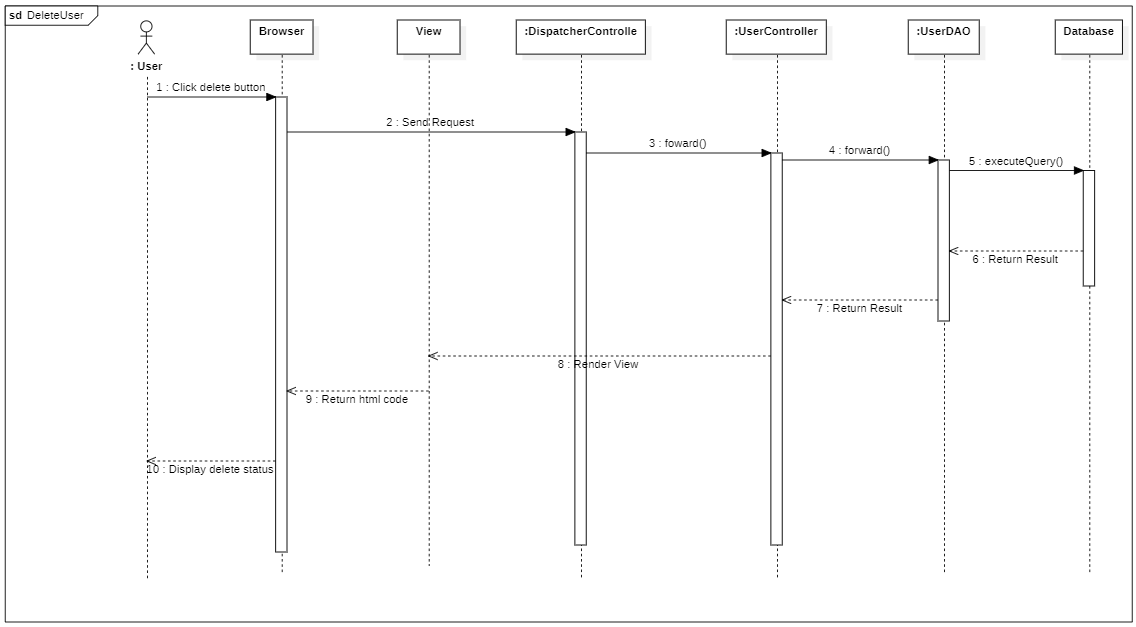 sd DeleteUser
: User
Browser
View
:DispatcherControlle
:UserController
:UserDAO
Database
1 : Click delete button
2 : Send Request
3 : foward()
4 : forward()
5 : executeQuery()
6 : Return Result
7 : Return Result
8 : Render View
9 : Return html code
10 : Display delete status